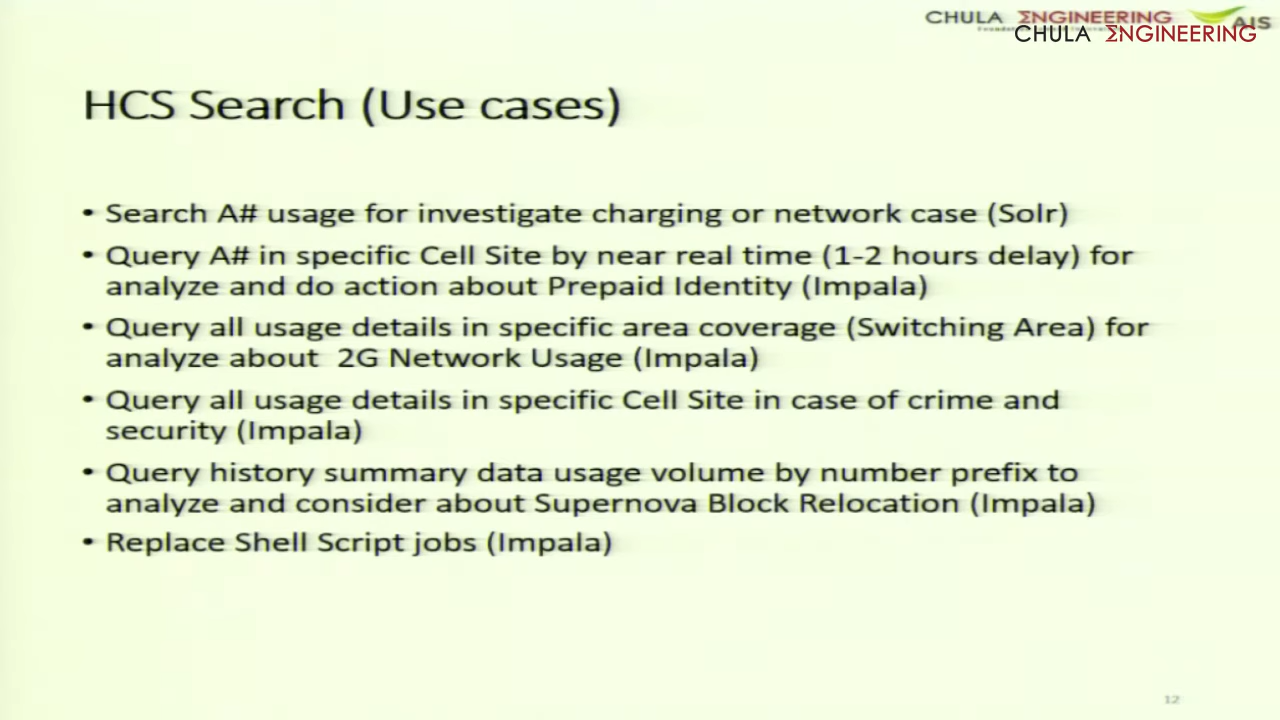 CHULA ΣNGINEERING
AIS
CHULA ΣNGINEERING
HCS Search (Use cases)
• Search A# usage for investigate charging or network case (Solr)
• Query A# in specific Cell Site by near real time (1-2 hours delay) for
analyze and do action about Prepaid Identity (Impala)
• Query all usage details in specific area coverage (Switching Area) for
analyze about 2G Network Usage (Impala)
• Query all usage details in specific Cell Site in case of crime and
security (Impala)
• Query history summary data usage volume by number prefix to
analyze and consider about Supernova Block Relocation (Impala)
• Replace Shell Script jobs (Impala)
12